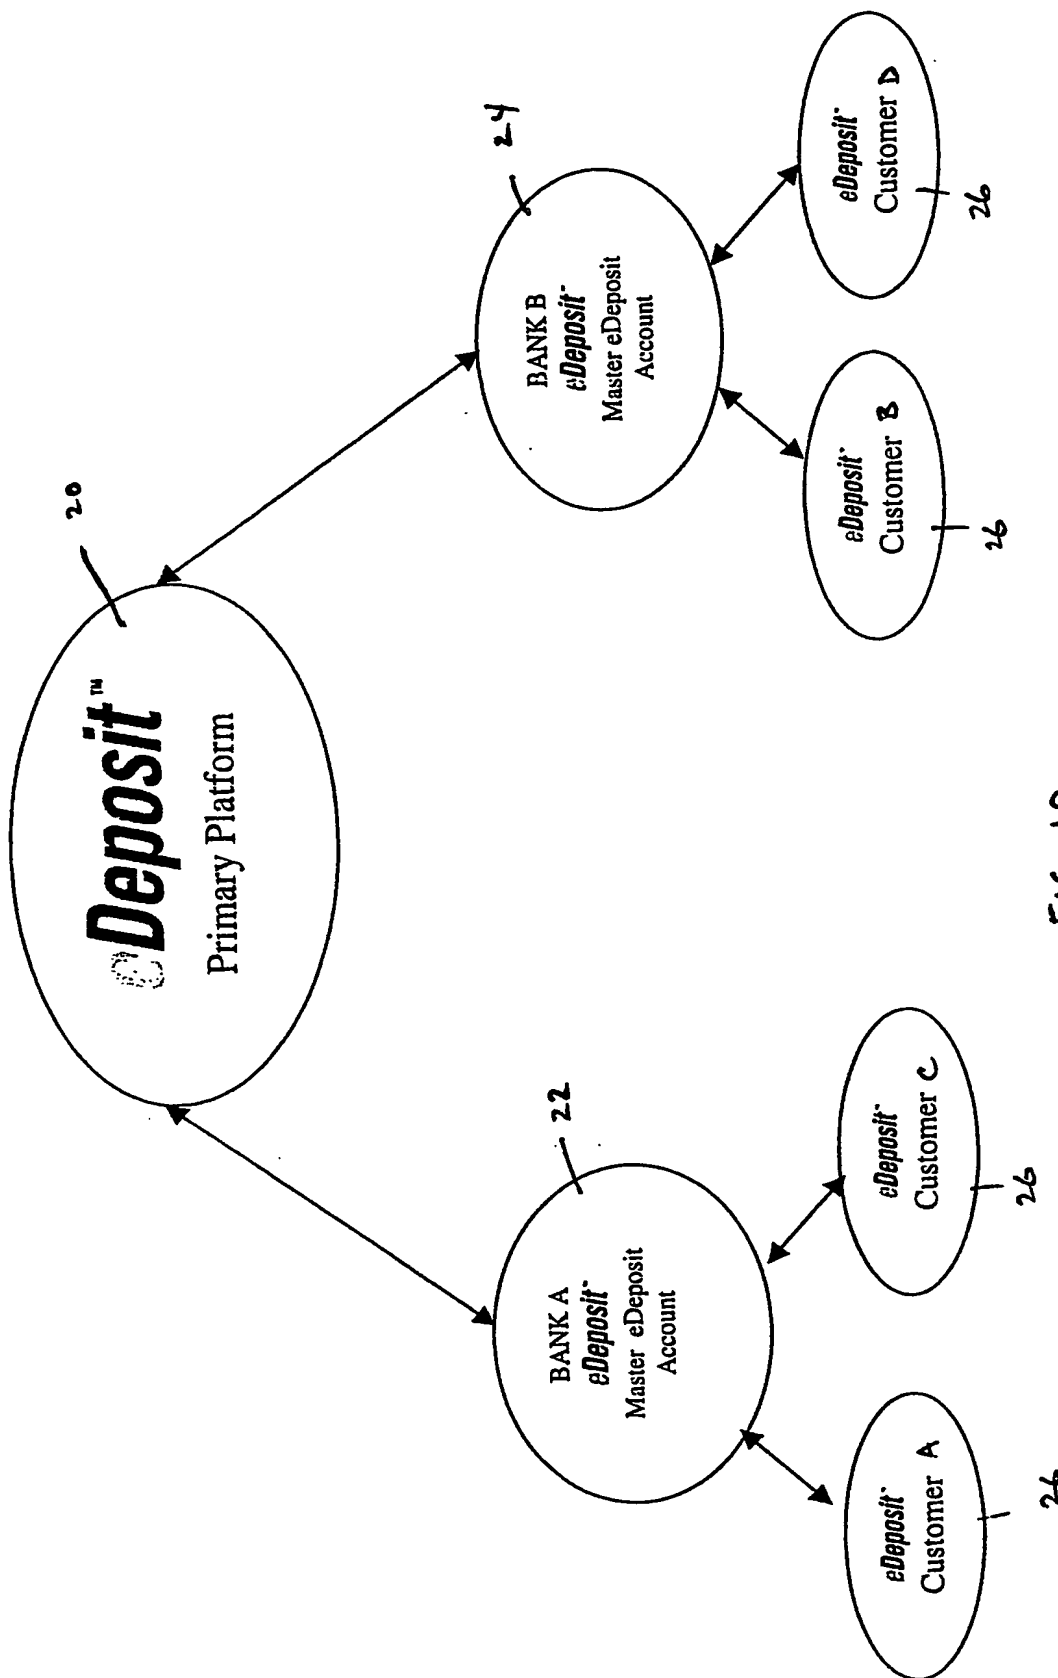 20
eDeposit™
Primary Platform
22
BANK A
eDeposit
Master eDeposit
Account
24
BANK B
eDeposit
Master eDeposit
Account
eDeposit
Customer A
26
eDeposit
Customer C
26
eDeposit
Customer B
26
eDeposit
Customer D
26